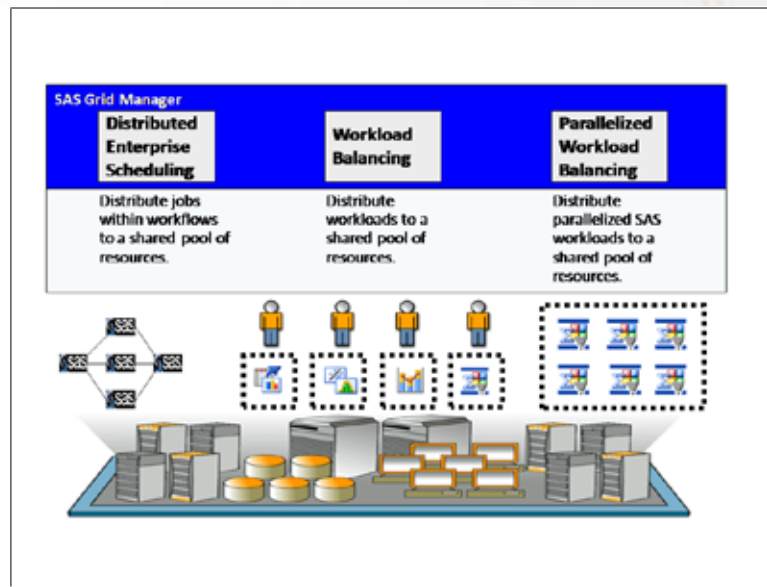 SAS Grid Manager
Distributed
Enterprise
Scheduling
Workload
Balancing
Parallelized
Workload
Balancing
Distribute jobs
within workflows
to a shared pool of
resources.
Distribute
workloads to a
shared pool of
resources.
Distribute
parallelized SAS
workloads to a
shared pool of
resources.
SAS
SAS SAS SAS
SAS